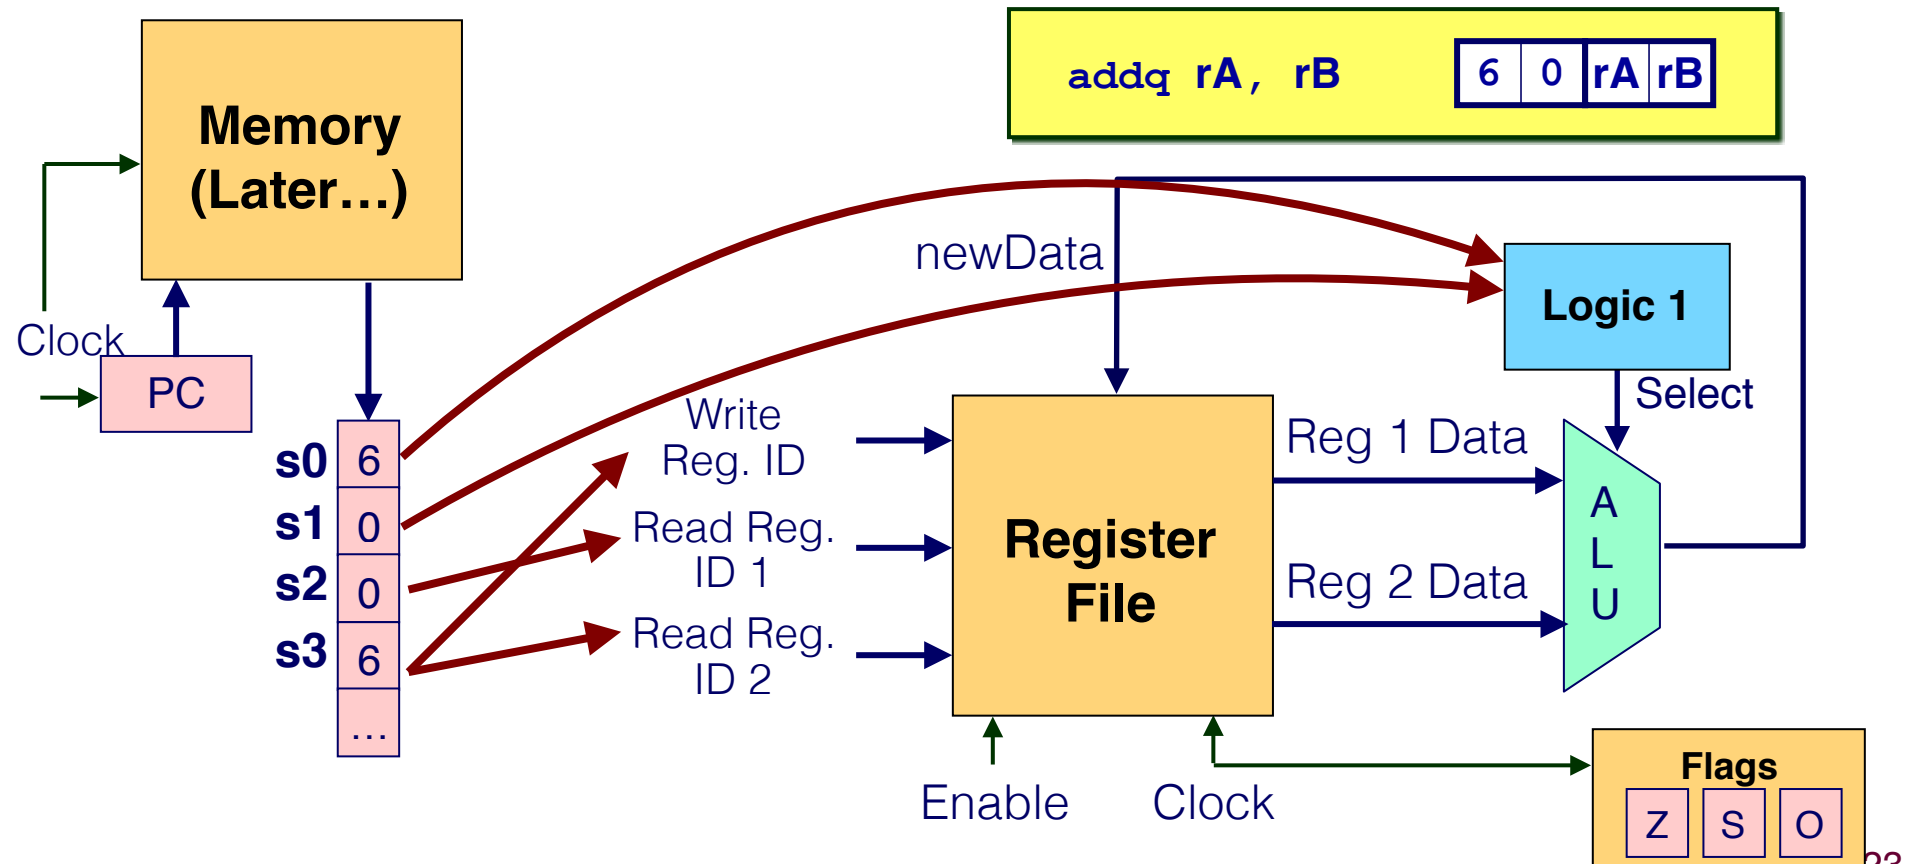 addq rA, rB
6 0 rA rB
Memory
(Later…)
newData
Logic 1
Clock
PC
Select
Write
Reg. ID
Reg 1 Data
s0 6
s1 0
s2 0
s3 6
…
Read Reg.
ID 1
Register
File
A
L
U
Reg 2 Data
Read Reg.
ID 2
Enable
Clock
Flags
Z S O
23